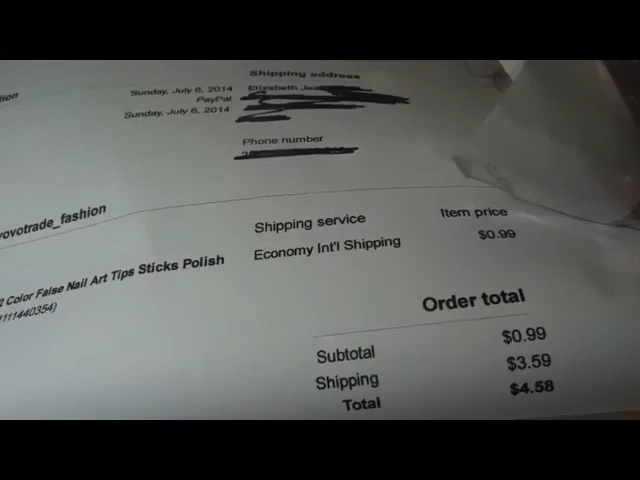 Shipping address
Sunday, July 6, 2014
Elizabeth
PayPal
Sunday, July 6, 2014
Phone number
ovotrade_fashion
Shipping service
Item price
Color False Nail Art Tips Sticks Polish
Economy Int'l Shipping
$0.99
111440354)
Order total
Subtotal $0.99
Shipping $3.59
Total $4.58